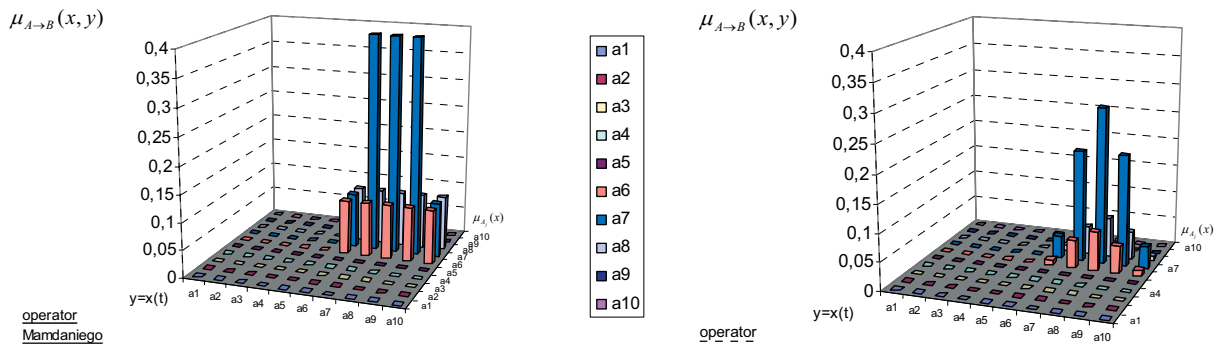 μ A→B (x, y)
0,4
0,35
0,3
0,25
0,2
0,15
0,1
0,05
0
y=x(t)
a1 a2 a3 a4 a5 a6 a7 a8 a9 a10
a1
a2
a3
a4
a5
a6
a7
a8
a9
a10
μ Aj (x)
operator
Mamdaniego
a1
a2
a3
a4
a5
a6
a7
a8
a9
a10
μ A→B (x, y)
0,4
0,35
0,3
0,25
0,2
0,15
0,1
0,05
0
y=x(t)
a1 a2 a3 a4 a5 a6 a7 a8 a9 a10
a1
a4
a7
a10
μ Aj (x)
operator